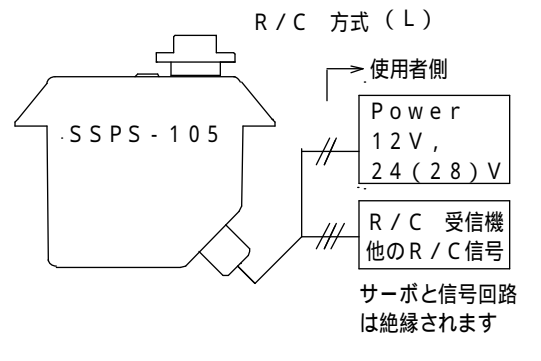 R/C 方式(L)
使用者側
SSPS-105
Power
12V,
24(28)V
R/C 受信機
他のR/C信号
サーボと信号回路
は絶縁されます